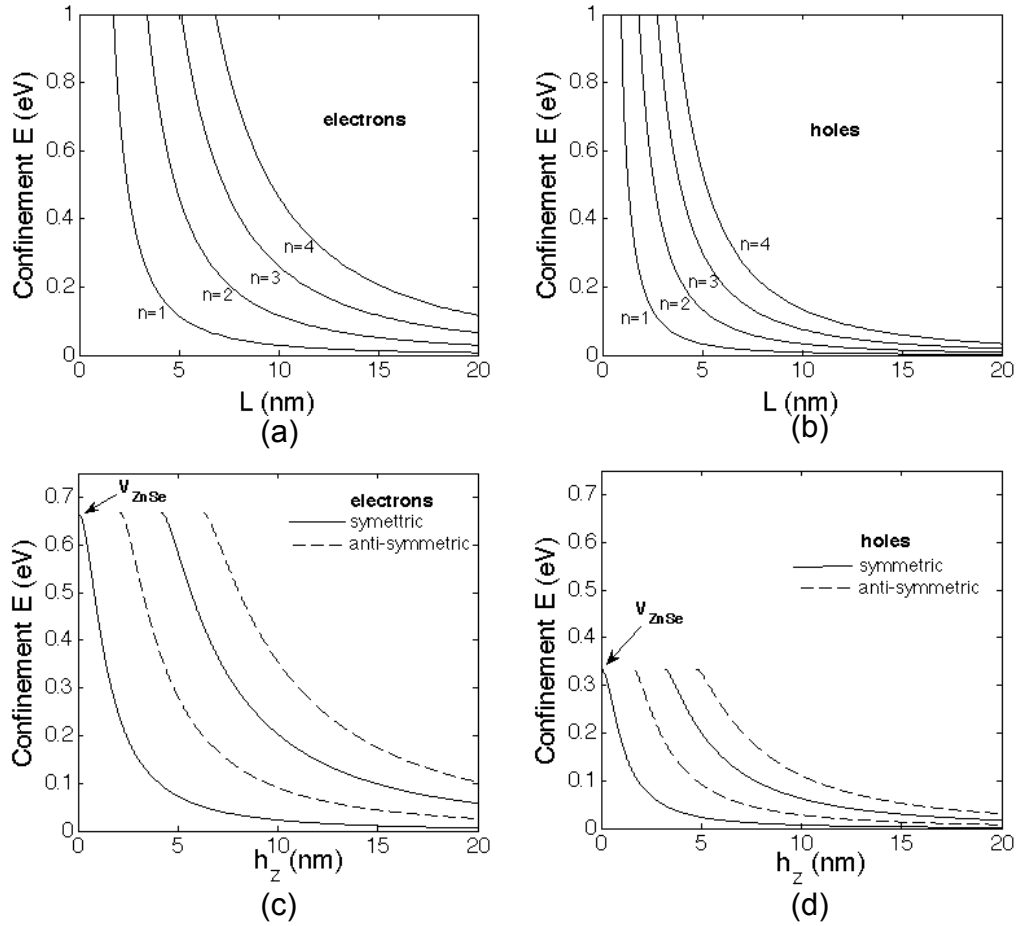 1
0.8
0.6
0.4
0.2
0
Confinement E (eV)
electrons
n=1
n=2
n=3
n=4
0 5 10 15 20
L (nm)
(a)
1
0.8
0.6
0.4
0.2
0
Confinement E (eV)
holes
n=1
n=2
n=3
n=4
0 5 10 15 20
L (nm)
(b)
0.7
0.6
0.5
0.4
0.3
0.2
0.1
0
Confinement E (eV)
V_ZnSe
electrons
symettric
anti-symmetric
0 5 10 15 20
h_z (nm)
(c)
0.7
0.6
0.5
0.4
0.3
0.2
0.1
0
Confinement E (eV)
V_ZnSe
holes
symmetric
anti-symmetric
0 5 10 15 20
h_z (nm)
(d)